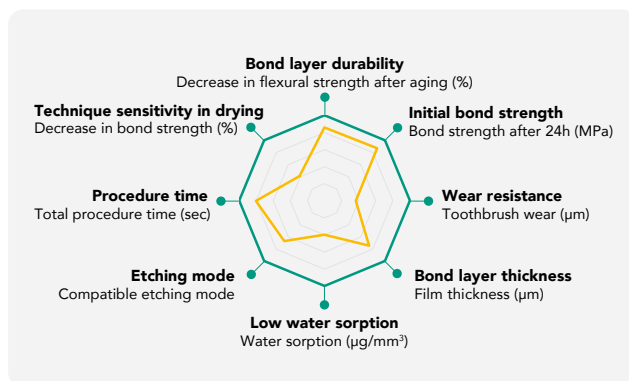 Bond layer durability
Decrease in flexural strength after aging (%)
Technique sensitivity in drying
Decrease in bond strength (%)
Initial bond strength
Bond strength after 24h (MPa)
Procedure time
Total procedure time (sec)
Wear resistance
Toothbrush wear (μm)
Etching mode
Compatible etching mode
Bond layer thickness
Film thickness (μm)
Low water sorption
Water sorption (μg/mm³)